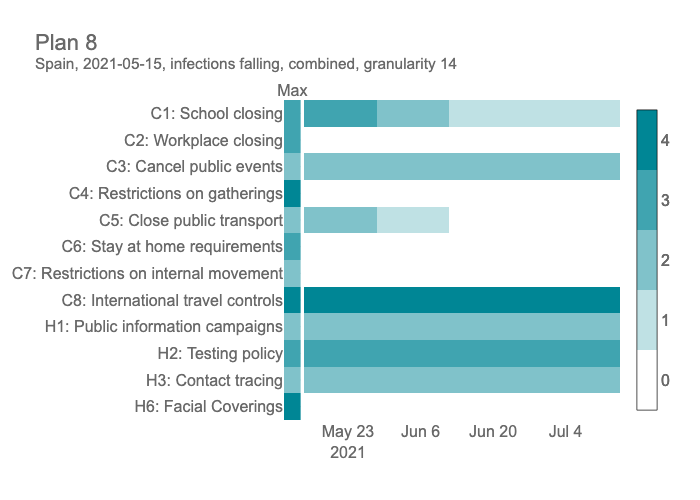 Plan 8
Spain, 2021-05-15, infections falling, combined, granularity 14
Max
C1: School closing
C2: Workplace closing
C3: Cancel public events
C4: Restrictions on gatherings
C5: Close public transport
C6: Stay at home requirements
C7: Restrictions on internal movement
C8: International travel controls
H1: Public information campaigns
H2: Testing policy
H3: Contact tracing
H6: Facial Coverings
May 23 Jun 6 Jun 20 Jul 4
2021
4
3
2
1
0